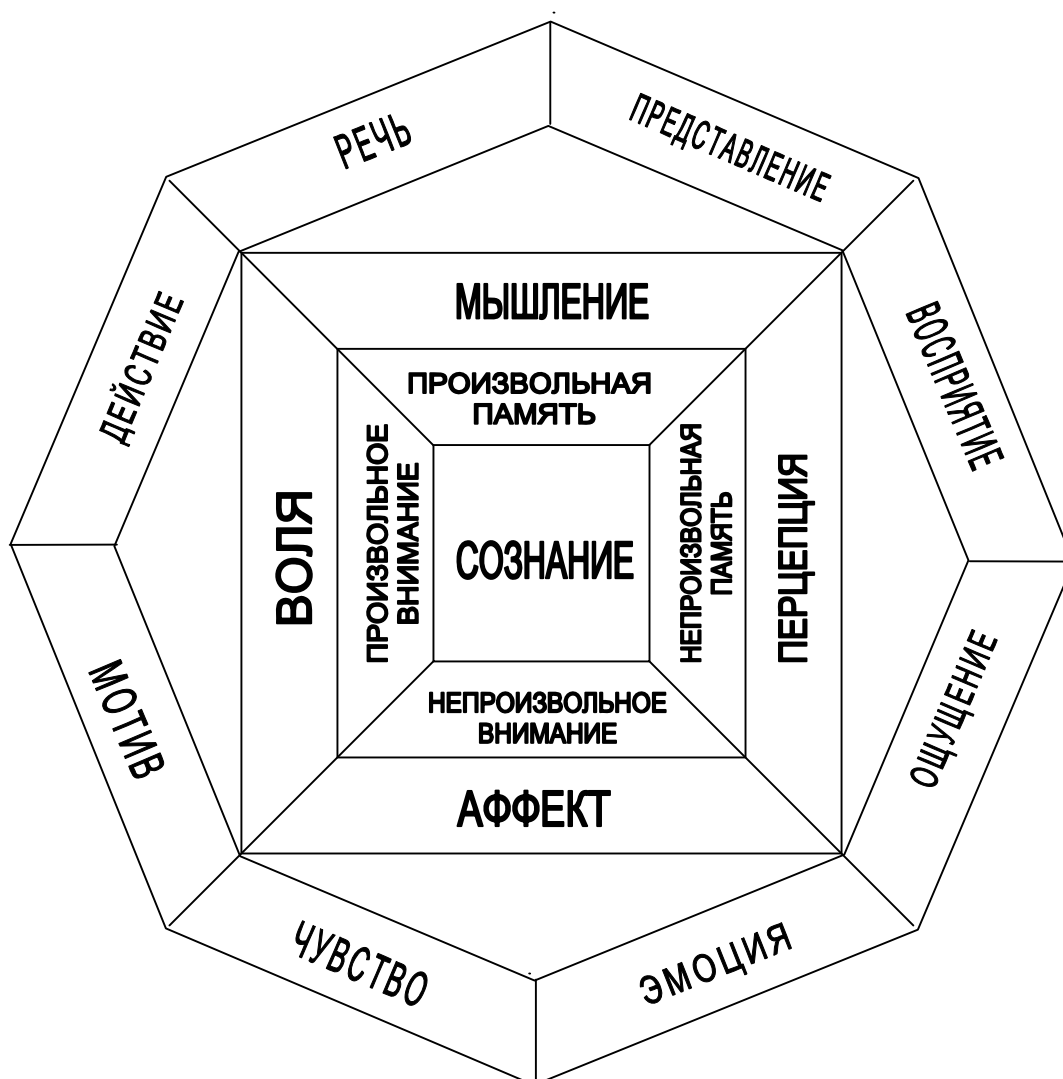 РЕЧЬ
ПРЕДСТАВЛЕНИЕ
ДЕЙСТВИЕ
МЫШЛЕНИЕ
ВОСПРИЯТИЕ
ПРОИЗВОЛЬНАЯ
ПАМЯТЬ
ВОЛЯ
ПРОИЗВОЛЬНОЕ
ВНИМАНИЕ
СОЗНАНИЕ
НЕПРОИЗВОЛЬНАЯ
ПАМЯТЬ
ПЕРЦЕПЦИЯ
МОТИВ
НЕПРОИЗВОЛЬНОЕ
ВНИМАНИЕ
ОЩУЩЕНИЕ
АФФЕКТ
ЧУВСТВО
ЭМОЦИЯ